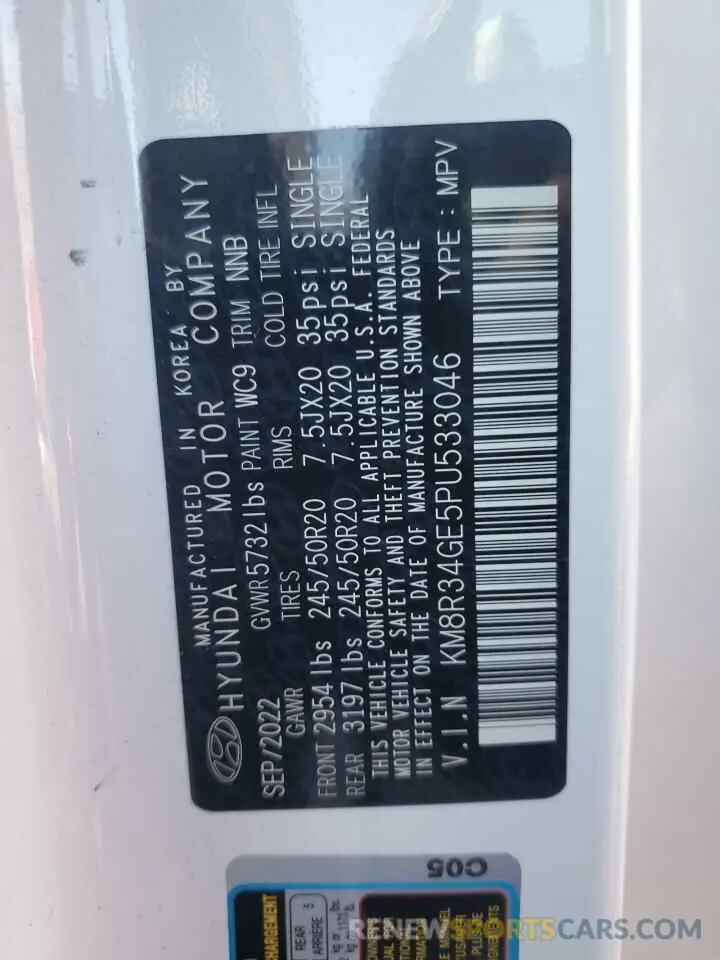 MANUFACTURED IN KOREA BY
HYUNDAI MOTOR COMPANY
SEP/2022 GVWR 5732 lbs PAINT WC9 TRIM NNB
GAWR TIRES RIMS COLD TIRE INFL
FRONT 2954 lbs 245/50R20 7.5JX20 35psi SINGLE
REAR 3197 lbs 245/50R20 7.5JX20 35psi SINGLE
THIS VEHICLE CONFORMS TO ALL APPLICABLE U.S.A. FEDERAL
MOTOR VEHICLE SAFETY AND THEFT PREVENTION STANDARDS
IN EFFECT ON THE DATE OF MANUFACTURE SHOWN ABOVE
V.I.N KM8R34GE5PU533046 TYPE : MPV
C05
REAR
ARRIÈRE
5
RENEWSPORTSCARS.COM